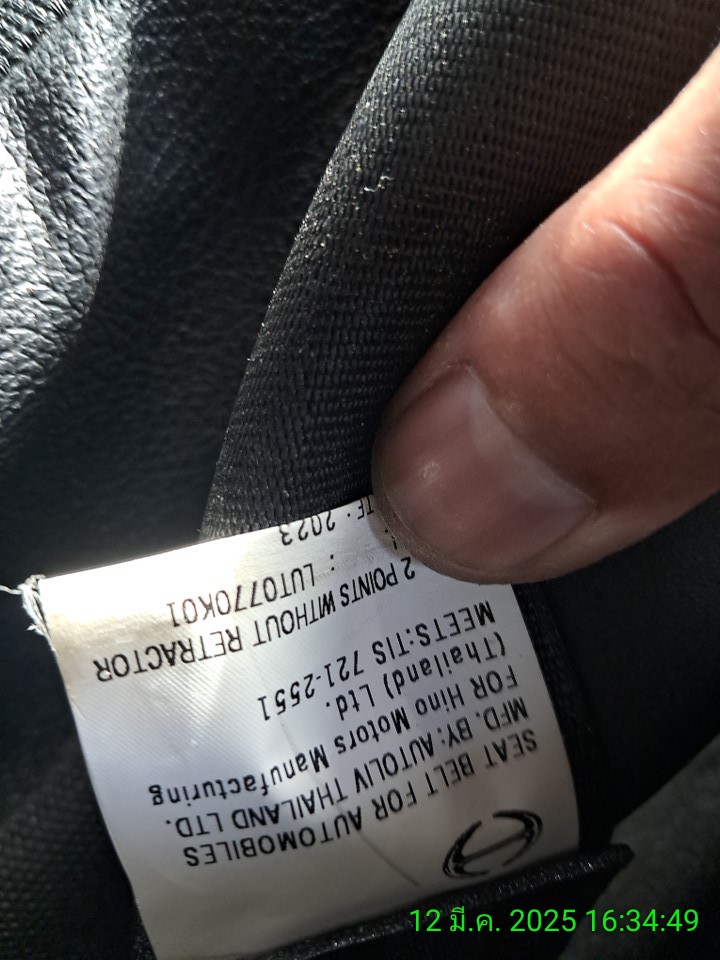 SEAT BELT FOR AUTOMOBILES
MFD. BY: AUTOLIV THAILAND LTD.
FOR Hino Motors Manufacturing
(Thailand) Ltd.
MEETS:TIS 721-2551
2 POINTS WITHOUT RETRACTOR
: LUT0770K01
TE : 2023
12 มี.ค. 2025 16:34:49